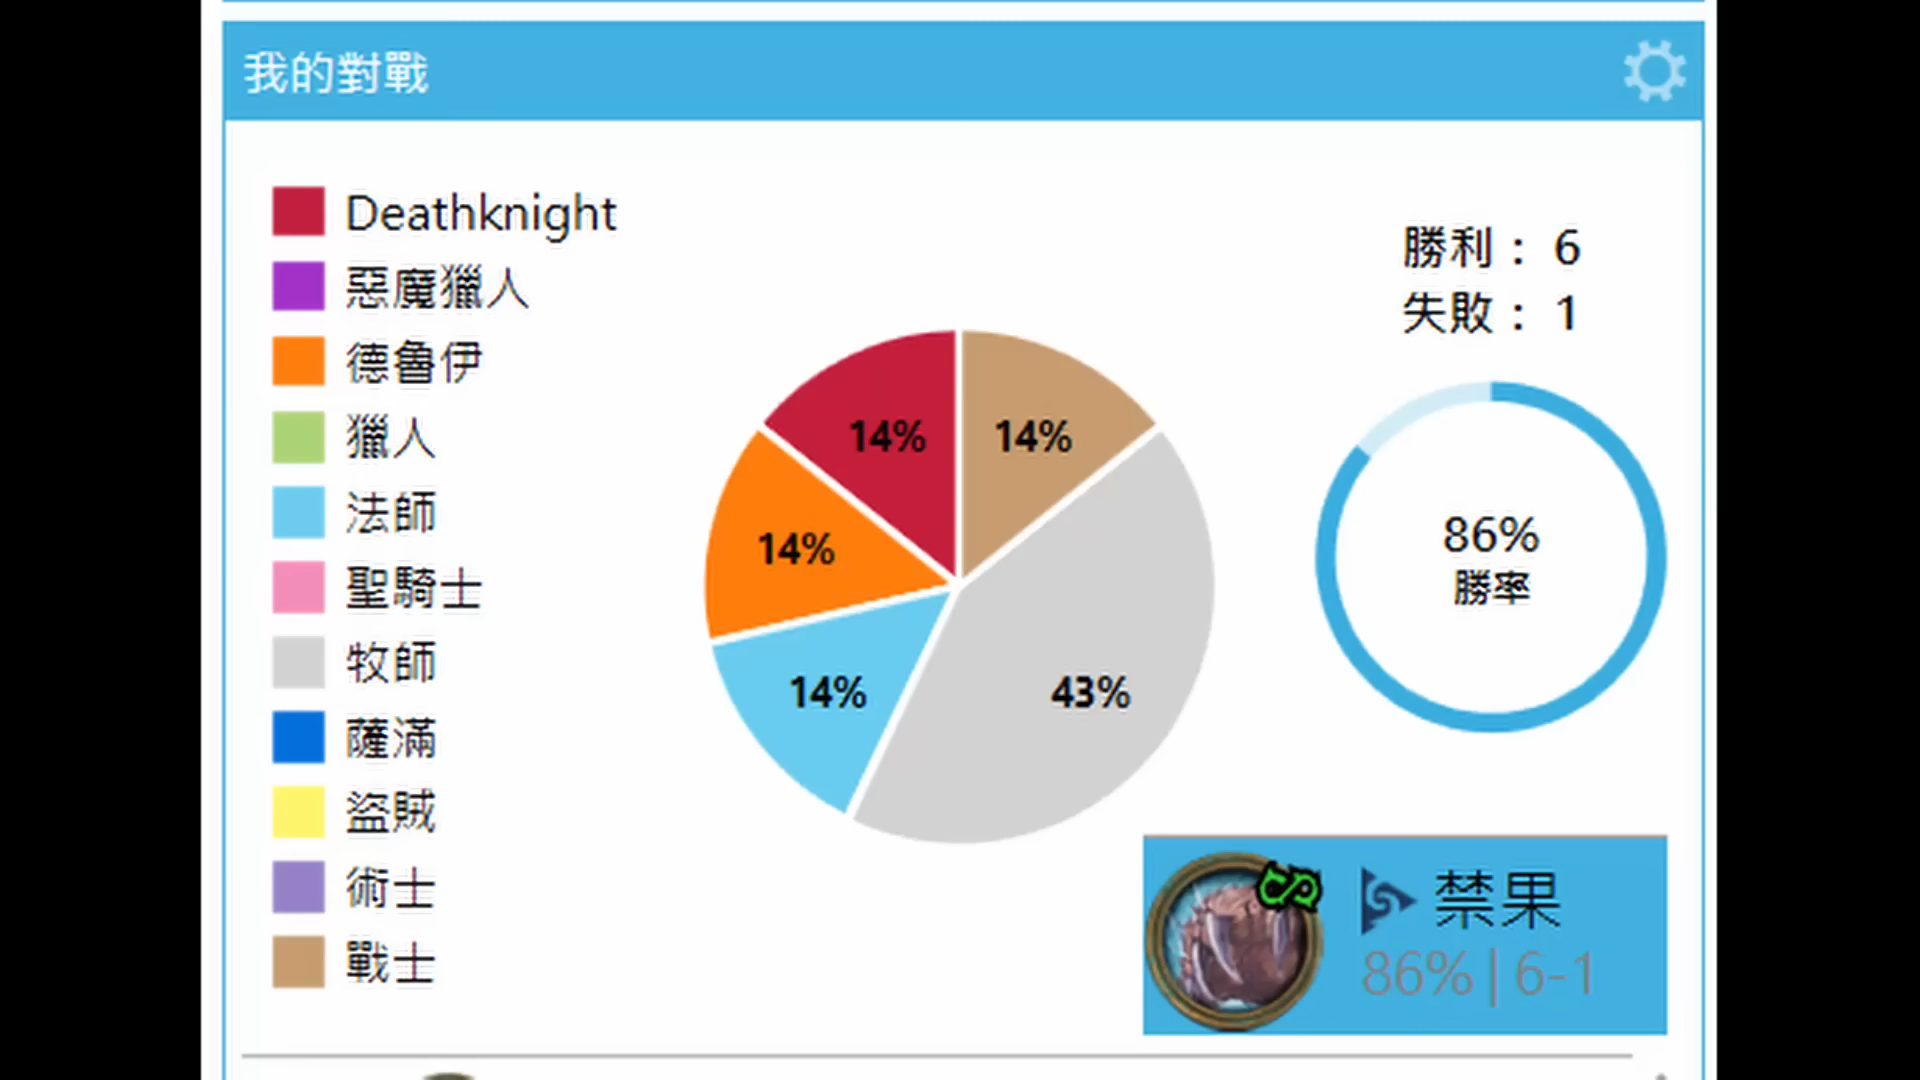 我的對戰
Deathknight
惡魔獵人
德魯伊
獵人
法師
聖騎士
牧師
薩滿
盜賊
術士
戰士
14%
14%
14%
14%
43%
勝利： 6
失敗： 1
86%
勝率
禁果
86% | 6-1